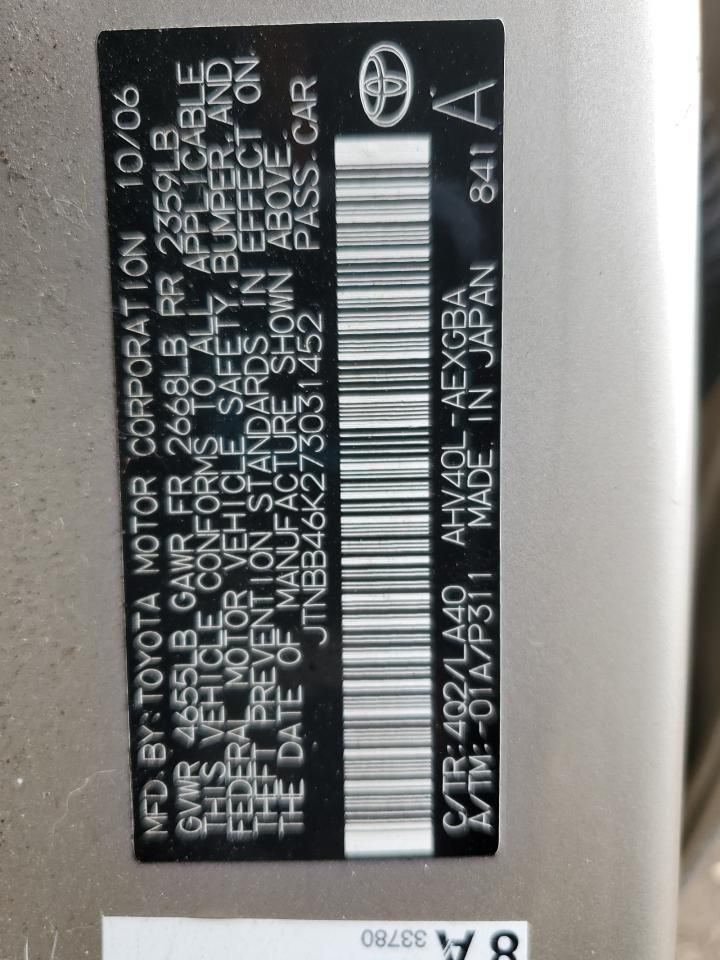 MFD. BY: TOYOTA MOTOR CORPORATION 10/06
GVWR 4655LB GAWR FR 2668LB RR 2359LB
THIS VEHICLE CONFORMS TO ALL APPLICABLE
FEDERAL MOTOR VEHICLE SAFETY, BUMPER, AND
THEFT PREVENTION STANDARDS IN EFFECT ON
THE DATE OF MANUFACTURE SHOWN ABOVE.
JTNBB46K273031452 PASS. CAR
C/TR: 4Q2/LA40 AHV40L-AEXGBA 841
A/TM: -01A/P311 MADE IN JAPAN A
8 A
33780